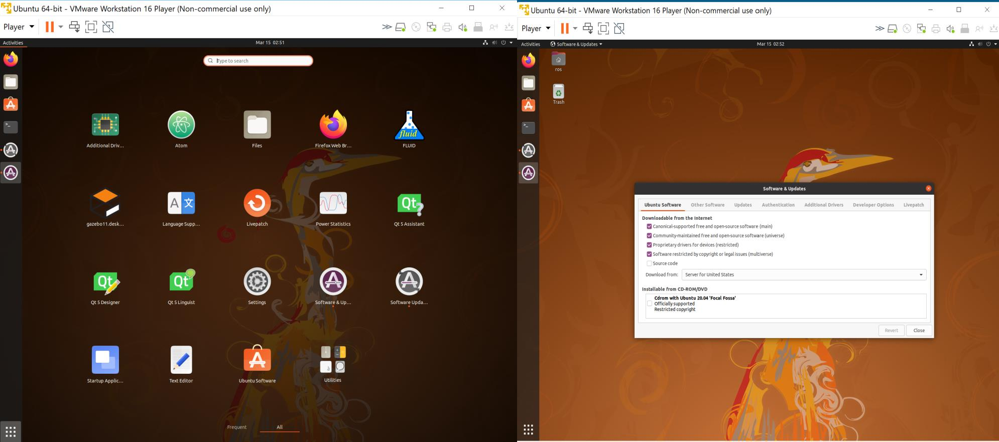 Ubuntu 64-bit - VMware Workstation 16 Player (Non-commercial use only)
Player
Activities
Mar 15 02:51
Type to search
Additional Driv...
Atom
Files
Firefox Web Br...
fluid
FLUID
A 文
gazebo11.desk...
Language Supp...
Livepatch
Power Statistics
Qt ?
Qt 5 Assistant
Qt
Qt
Qt 5 Designer
Qt 5 Linguist
Settings
Software & Up...
Software Upda...
Startup Applic...
Text Editor
Ubuntu Software
Utilities
Frequent
All
Ubuntu 64-bit - VMware Workstation 16 Player (Non-commercial use only)
Player
Activities
Software & Updates
Mar 15 02:52
ros
Trash
Software & Updates
Ubuntu Software
Other Software
Updates
Authentication
Additional Drivers
Developer Options
Livepatch
Downloadable from the Internet
Canonical-supported free and open-source software (main)
Community-maintained free and open-source software (universe)
Proprietary drivers for devices (restricted)
Software restricted by copyright or legal issues (multiverse)
Source code
Download from:
Server for United States
Installable from CD-ROM/DVD
Cdrom with Ubuntu 20.04 'Focal Fossa'
Officially supported
Restricted copyright
Revert
Close